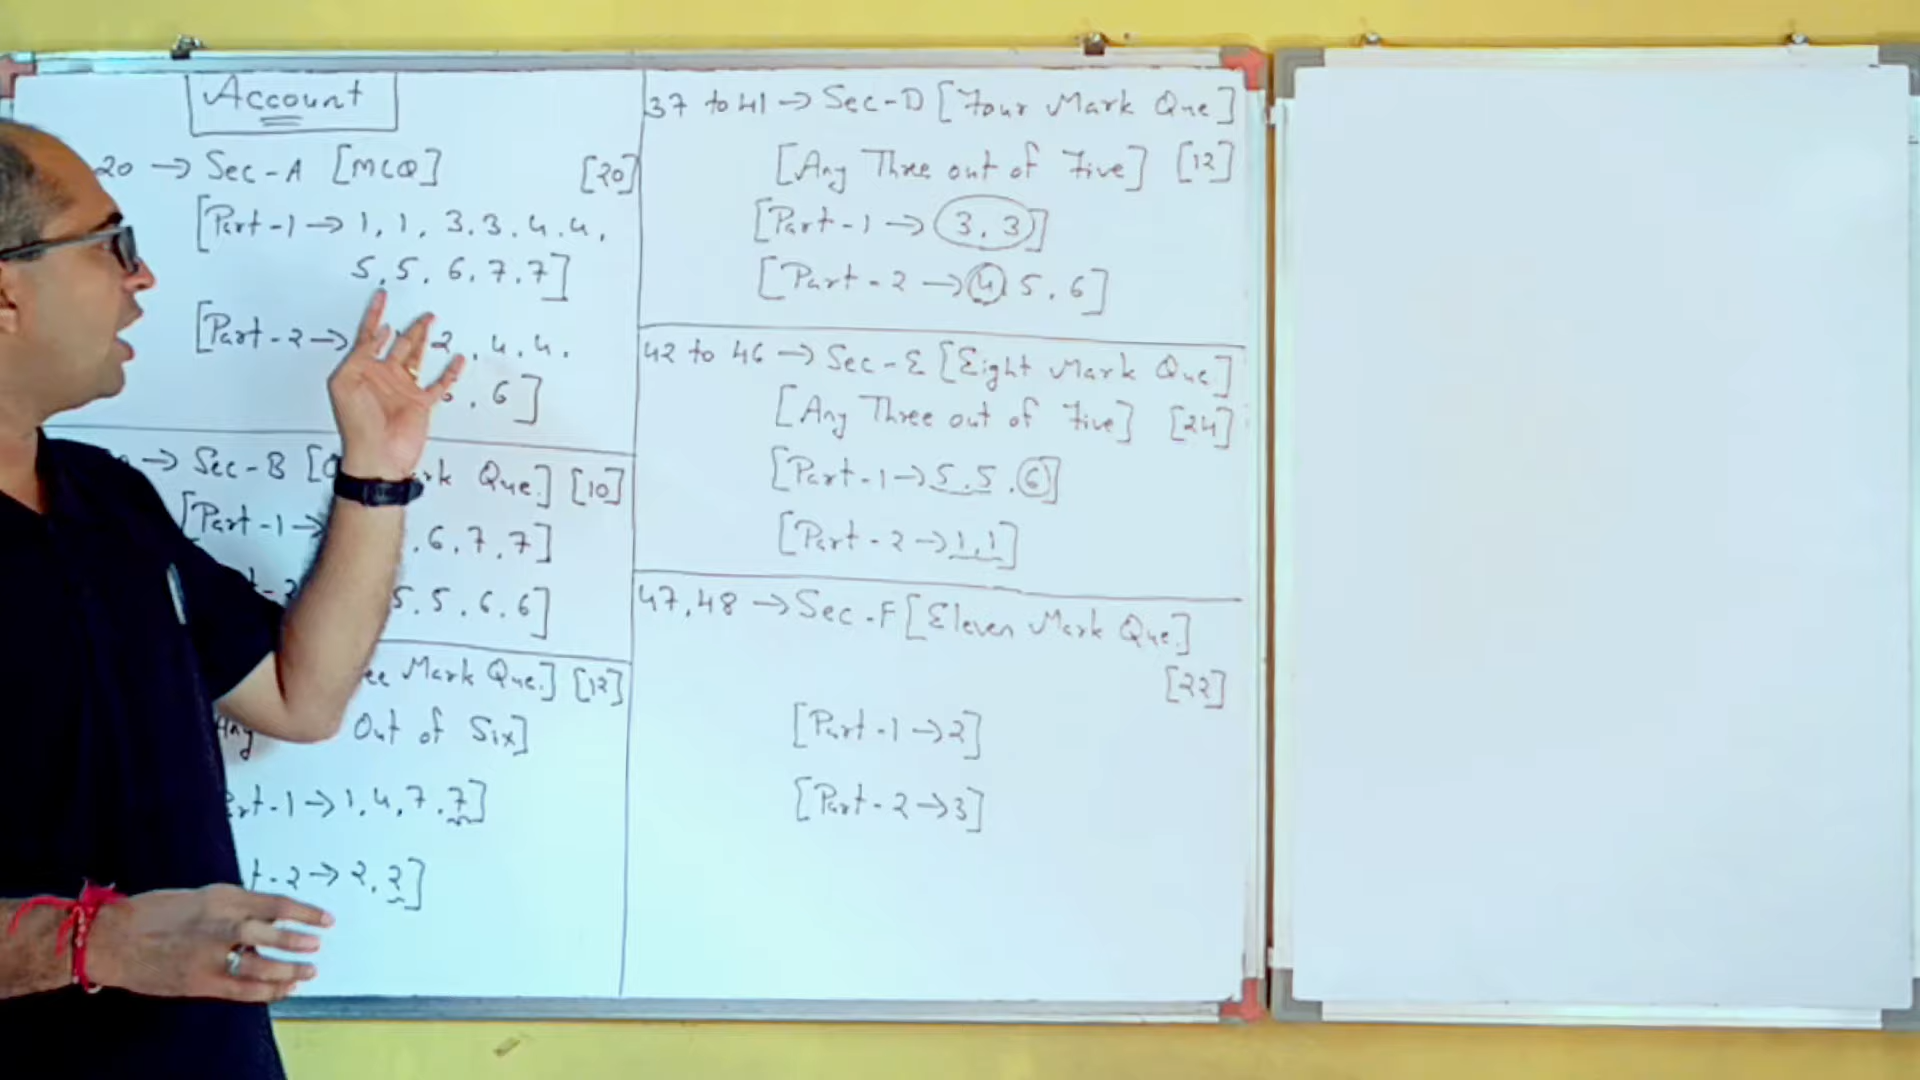 Account
20 → Sec-A [MCQ] [20]
[Part-1 → 1, 1, 3, 3, 4, 4,
5, 5, 6, 7, 7]
[Part-2 → 2, 4, 4,
6, 6]
→ Sec-B [ Que.] [10]
[Part-1 → , 6, 7, 7]
5, 5, 6, 6]
Mark Que.] [12]
Out of Six]
→ 1, 4, 7, 7]
→ 2, 2]
37 to 41 → Sec-D [Four Mark Que]
[Any Three out of Five] [12]
[Part-1 → 3, 3]
[Part-2 → 4, 5, 6]
42 to 46 → Sec-E [Eight Mark Que.]
[Any Three out of Five] [24]
[Part-1 → 5, 5, 6]
[Part-2 → 1, 1]
47, 48 → Sec-F [Eleven Mark Que.]
[22]
[Part-1 → 2]
[Part-2 → 3]